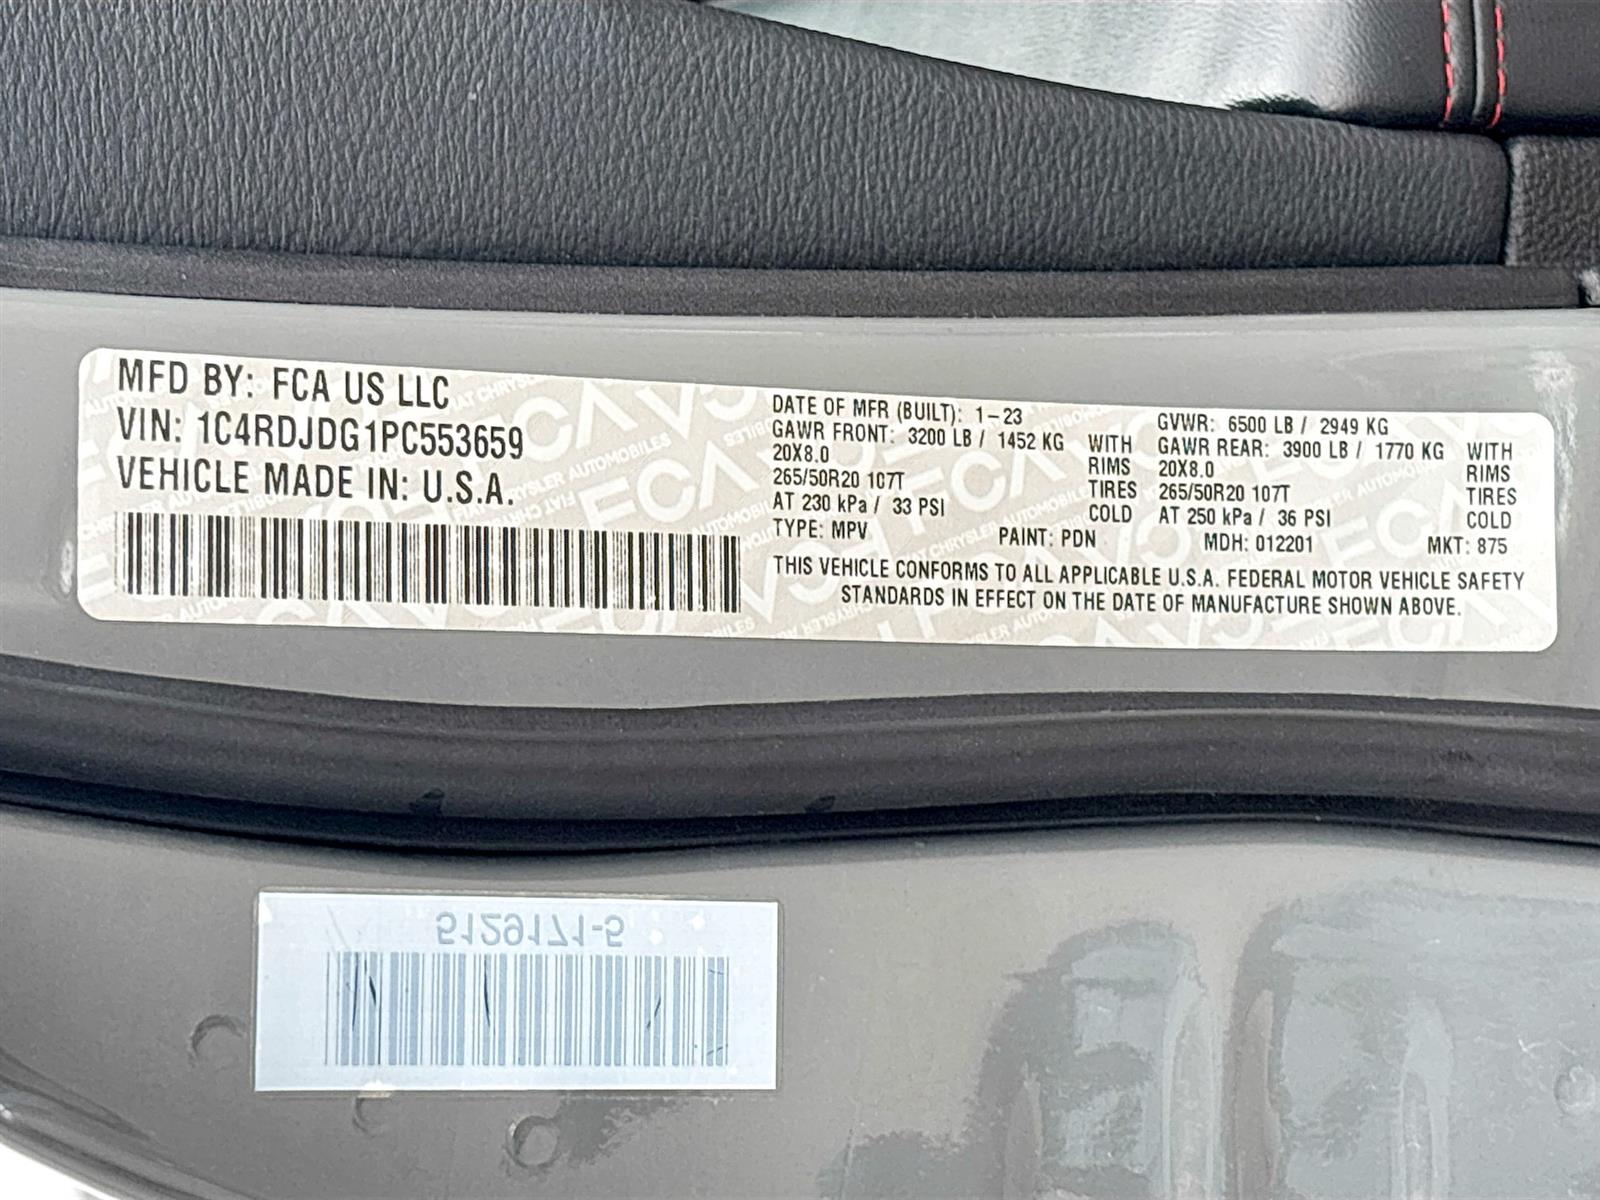 MFD BY: FCA US LLC
VIN: 1C4RDJDG1PC553659
VEHICLE MADE IN: U.S.A.
DATE OF MFR (BUILT): 1-23
GAWR FRONT: 3200 LB / 1452 KG WITH
20X8.0 RIMS
265/50R20 107T TIRES
AT 230 kPa / 33 PSI COLD
TYPE: MPV
GVWR: 6500 LB / 2949 KG
GAWR REAR: 3900 LB / 1770 KG WITH
20X8.0 RIMS
265/50R20 107T TIRES
AT 250 kPa / 36 PSI COLD
PAINT: PDN MDH: 012201 MKT: 875
THIS VEHICLE CONFORMS TO ALL APPLICABLE U.S.A. FEDERAL MOTOR VEHICLE SAFETY
STANDARDS IN EFFECT ON THE DATE OF MANUFACTURE SHOWN ABOVE.
5129171-5